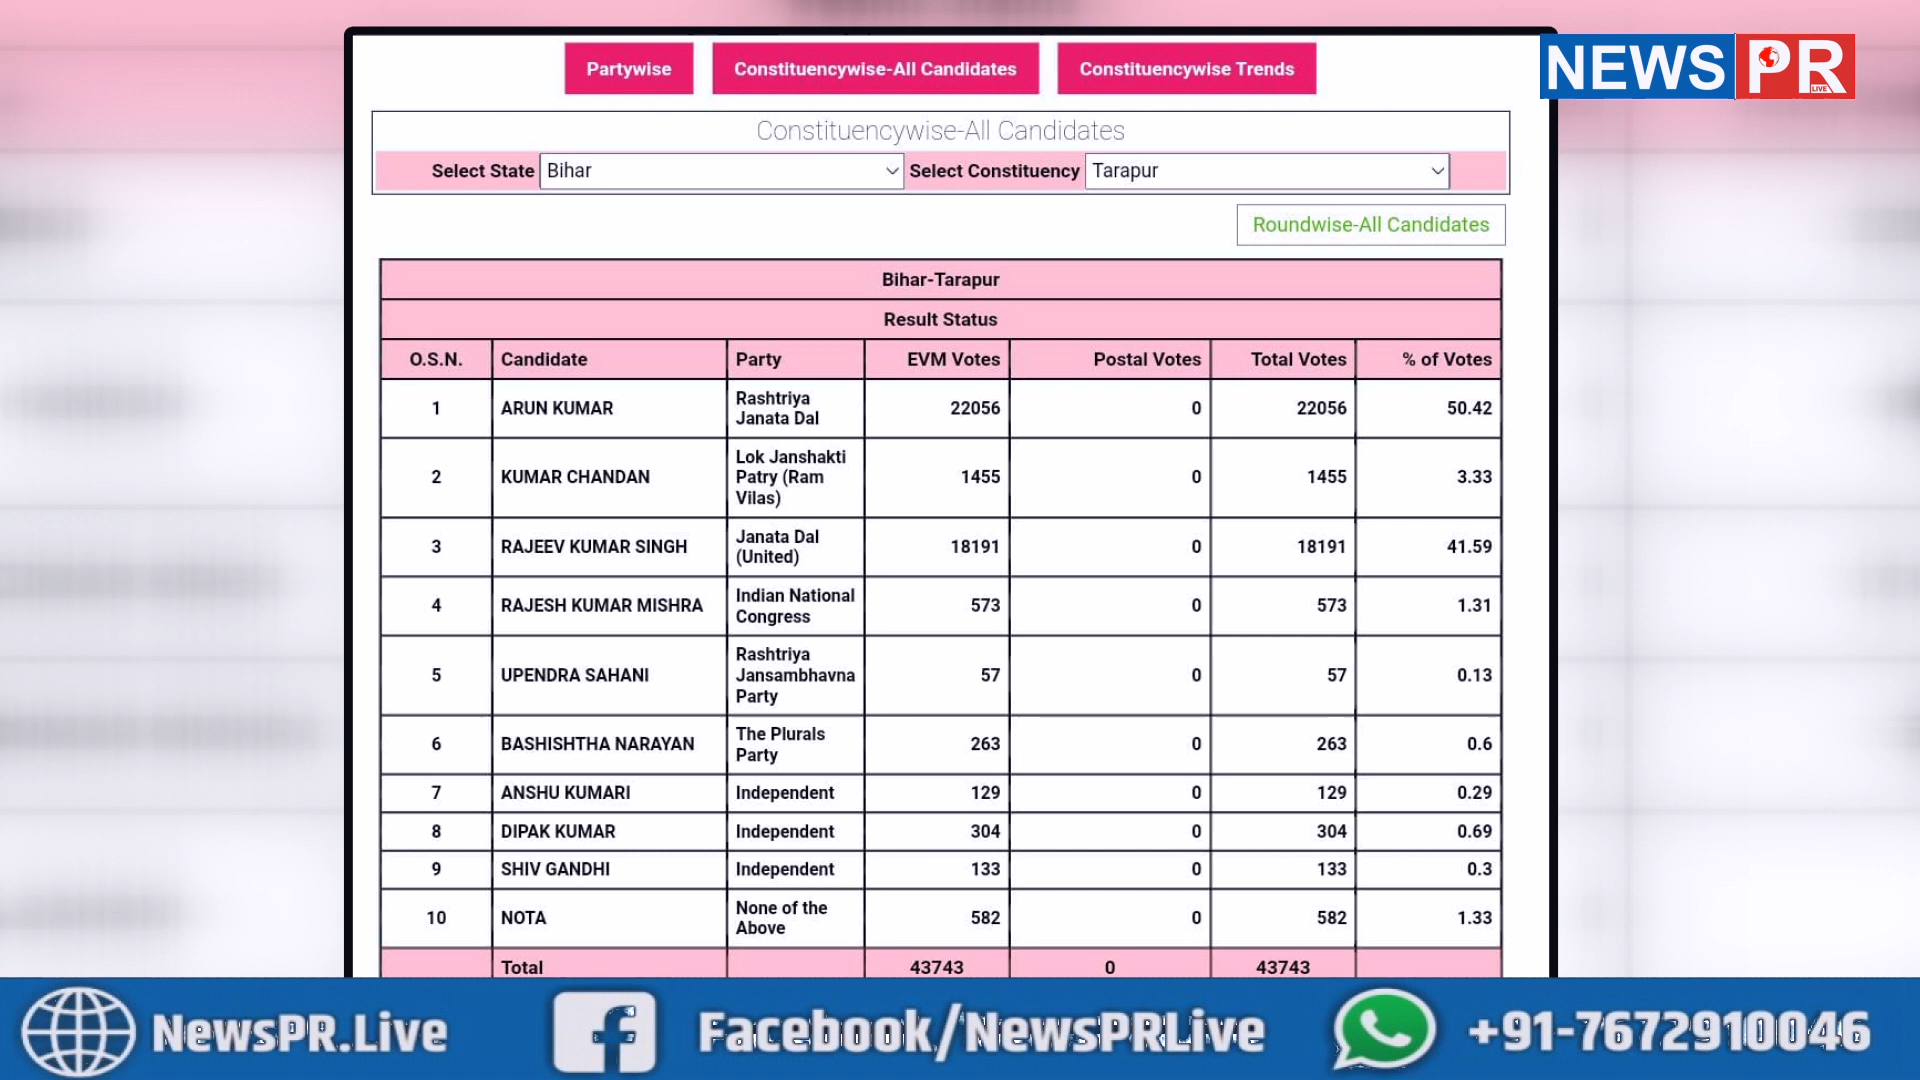 Partywise Constituencywise-All Candidates Constituencywise Trends
NEWS PR
LIVE
Constituencywise-All Candidates
Select State Bihar Select Constituency Tarapur
Roundwise-All Candidates
Bihar-Tarapur
Result Status
O.S.N. Candidate Party EVM Votes Postal Votes Total Votes % of Votes
1 ARUN KUMAR Rashtriya Janata Dal 22056 0 22056 50.42
2 KUMAR CHANDAN Lok Janshakti Patry (Ram Vilas) 1455 0 1455 3.33
3 RAJEEV KUMAR SINGH Janata Dal (United) 18191 0 18191 41.59
4 RAJESH KUMAR MISHRA Indian National Congress 573 0 573 1.31
5 UPENDRA SAHANI Rashtriya Jansambhavna Party 57 0 57 0.13
6 BASHISHTHA NARAYAN The Plurals Party 263 0 263 0.6
7 ANSHU KUMARI Independent 129 0 129 0.29
8 DIPAK KUMAR Independent 304 0 304 0.69
9 SHIV GANDHI Independent 133 0 133 0.3
10 NOTA None of the Above 582 0 582 1.33
Total 43743 0 43743
NewsPR.Live Facebook/NewsPRLive +91-7672910046